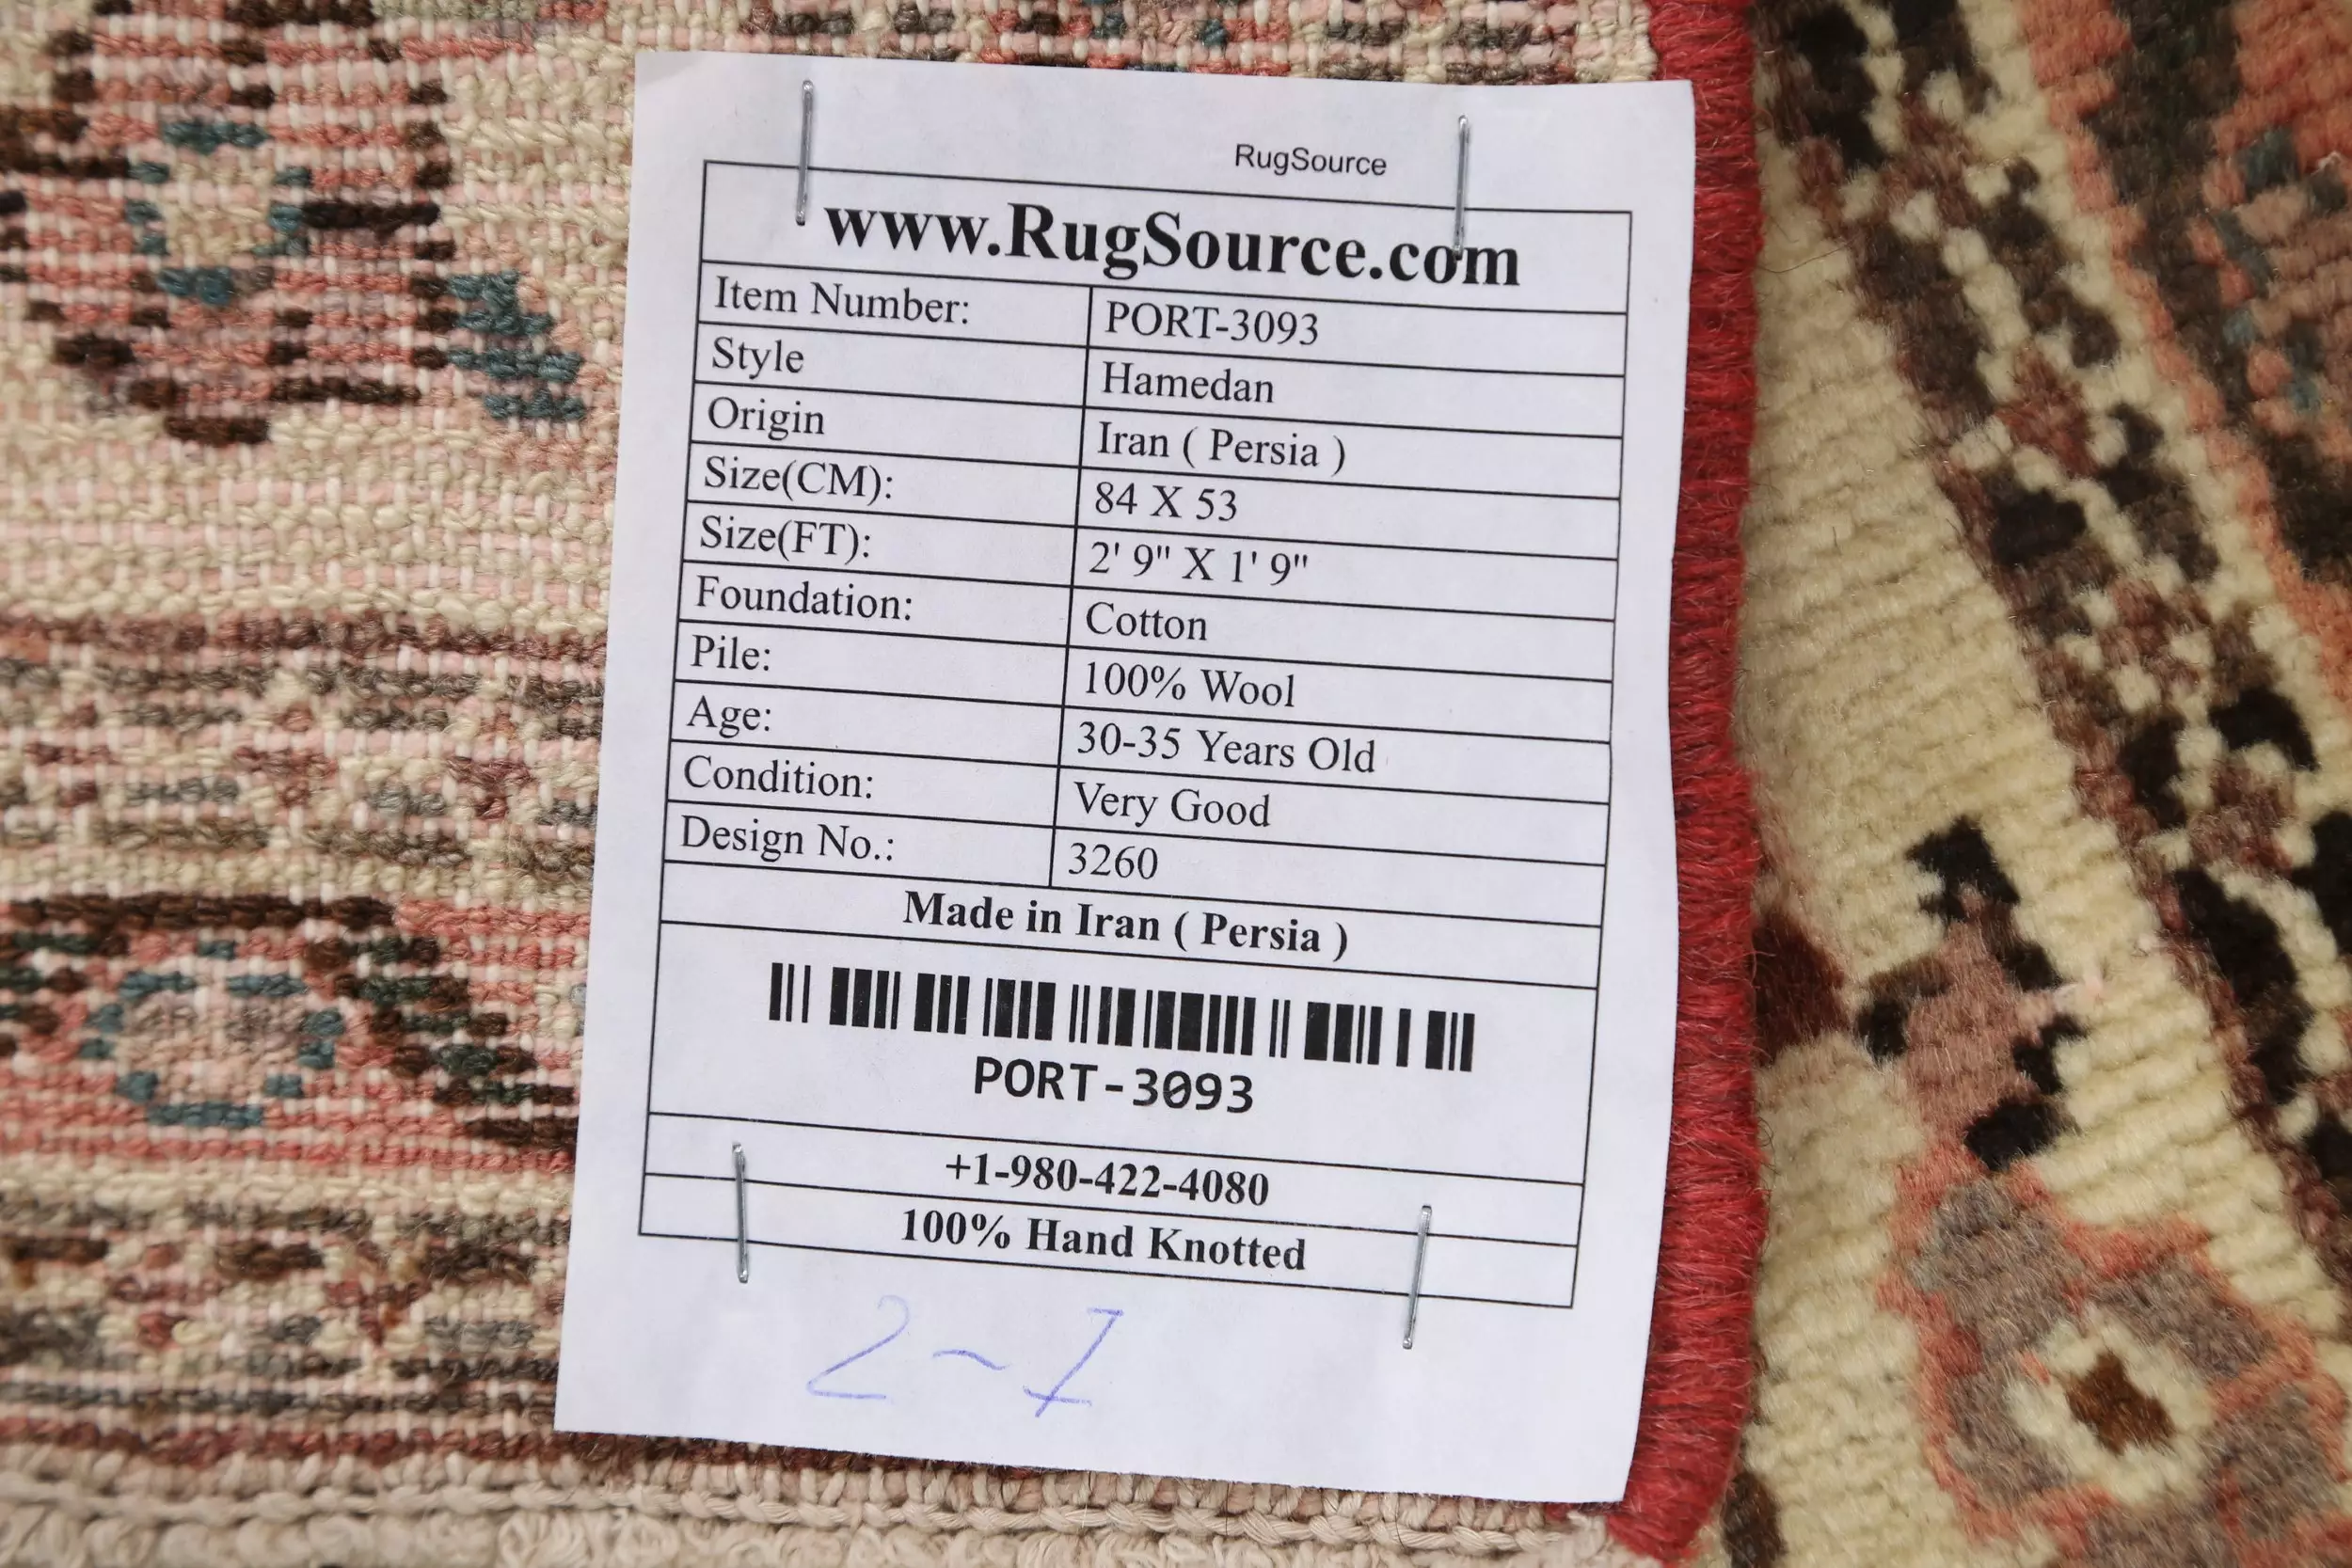 RugSource
www.RugSource.com
Item Number: PORT-3093
Style Hamedan
Origin Iran ( Persia )
Size(CM): 84 X 53
Size(FT): 2' 9" X 1' 9"
Foundation: Cotton
Pile: 100% Wool
Age: 30-35 Years Old
Condition: Very Good
Design No.: 3260
Made in Iran ( Persia )
PORT-3093
+1-980-422-4080
100% Hand Knotted
2~7